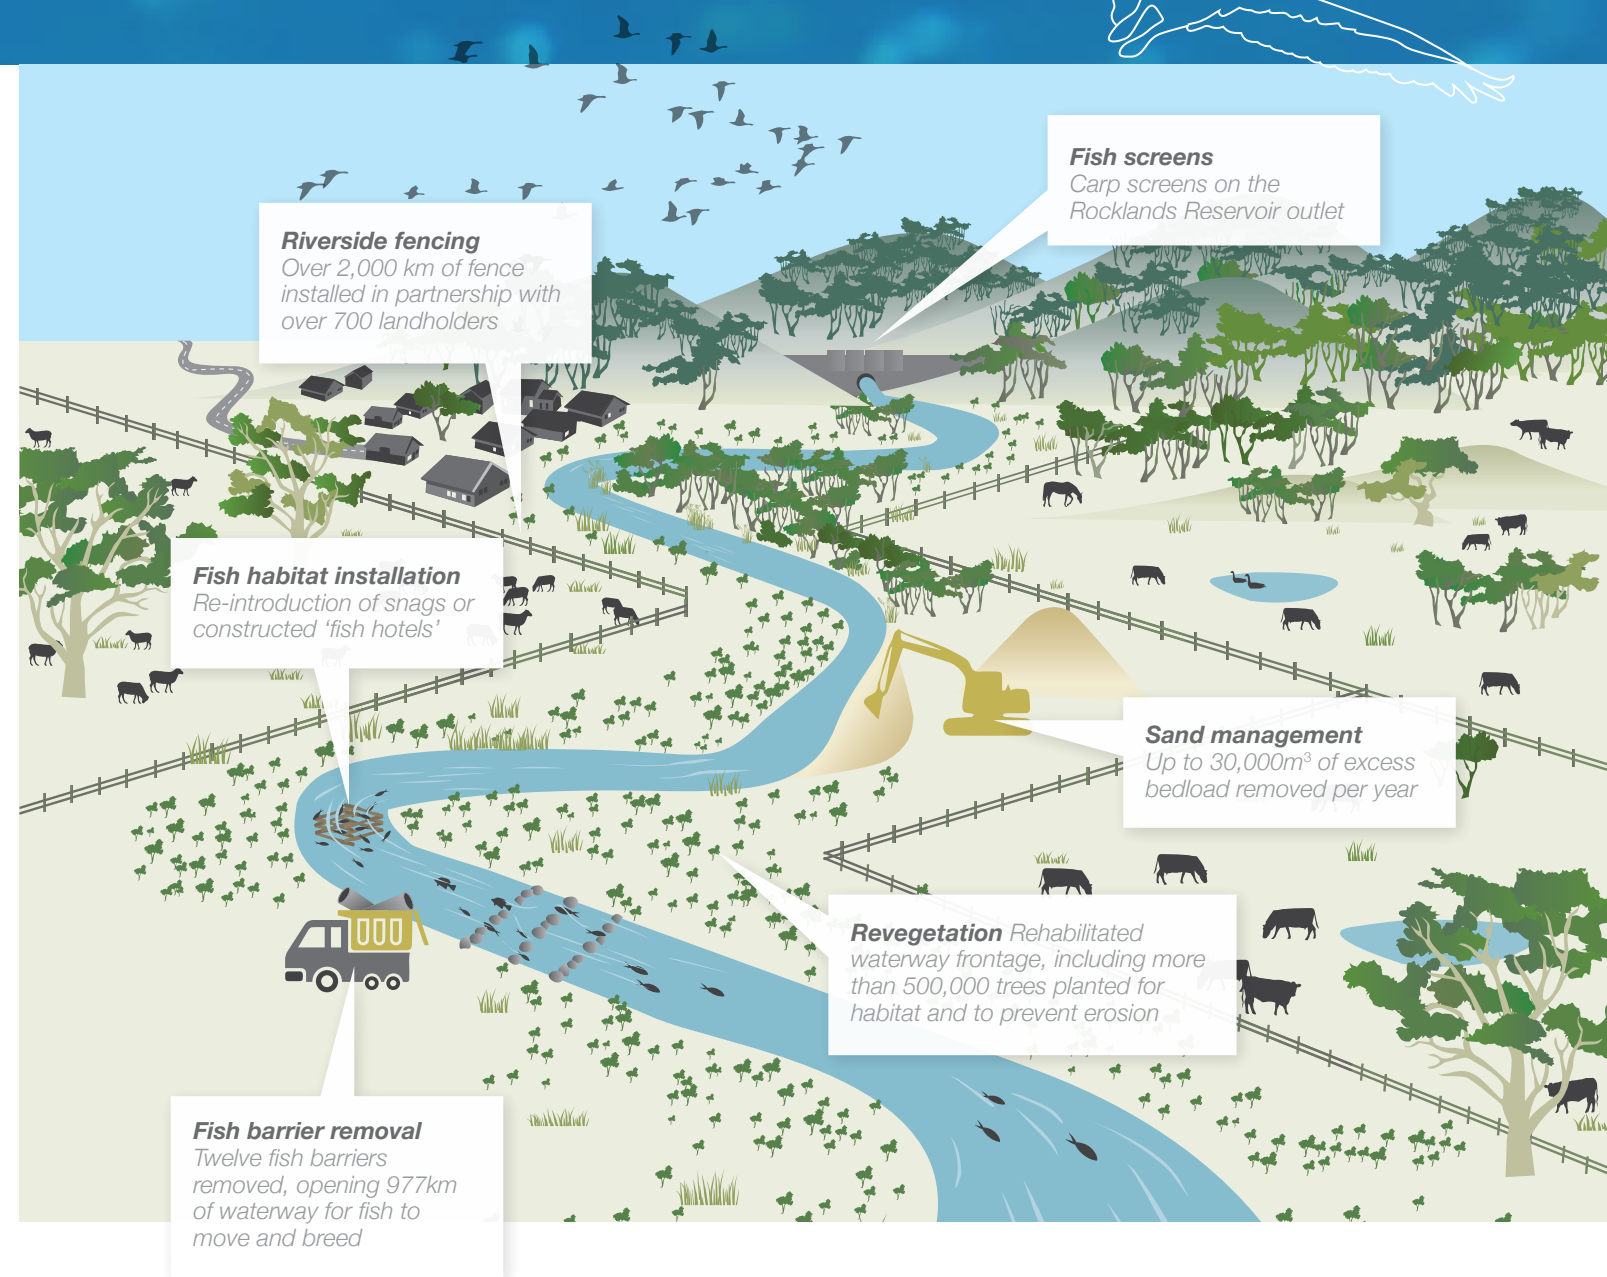 Fish screens
Carp screens on the
Rocklands Reservoir outlet
Riverside fencing
Over 2,000 km of fence
installed in partnership with
over 700 landholders
Fish habitat installation
Re-introduction of snags or
constructed ‘fish hotels’
Sand management
Up to 30,000m³ of excess
bedload removed per year
Revegetation Rehabilitated
waterway frontage, including more
than 500,000 trees planted for
habitat and to prevent erosion
Fish barrier removal
Twelve fish barriers
removed, opening 977km
of waterway for fish to
move and breed